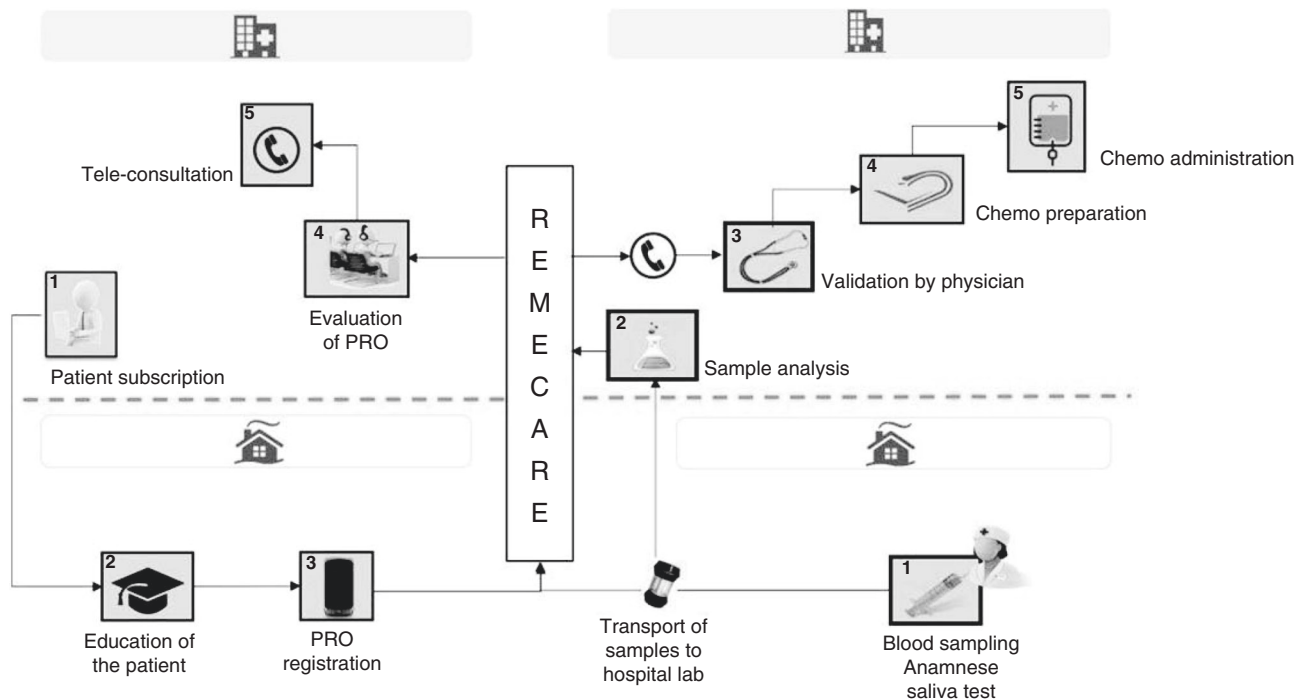 5
Tele-consultation
4
Evaluation
of PRO
1
Patient subscription
2
Education of
the patient
3
PRO
registration
R
E
M
E
C
A
R
E
5
Chemo administration
4
Chemo preparation
3
Validation by physician
2
Sample analysis
Transport of
samples to
hospital lab
1
Blood sampling
Anamnese
saliva test